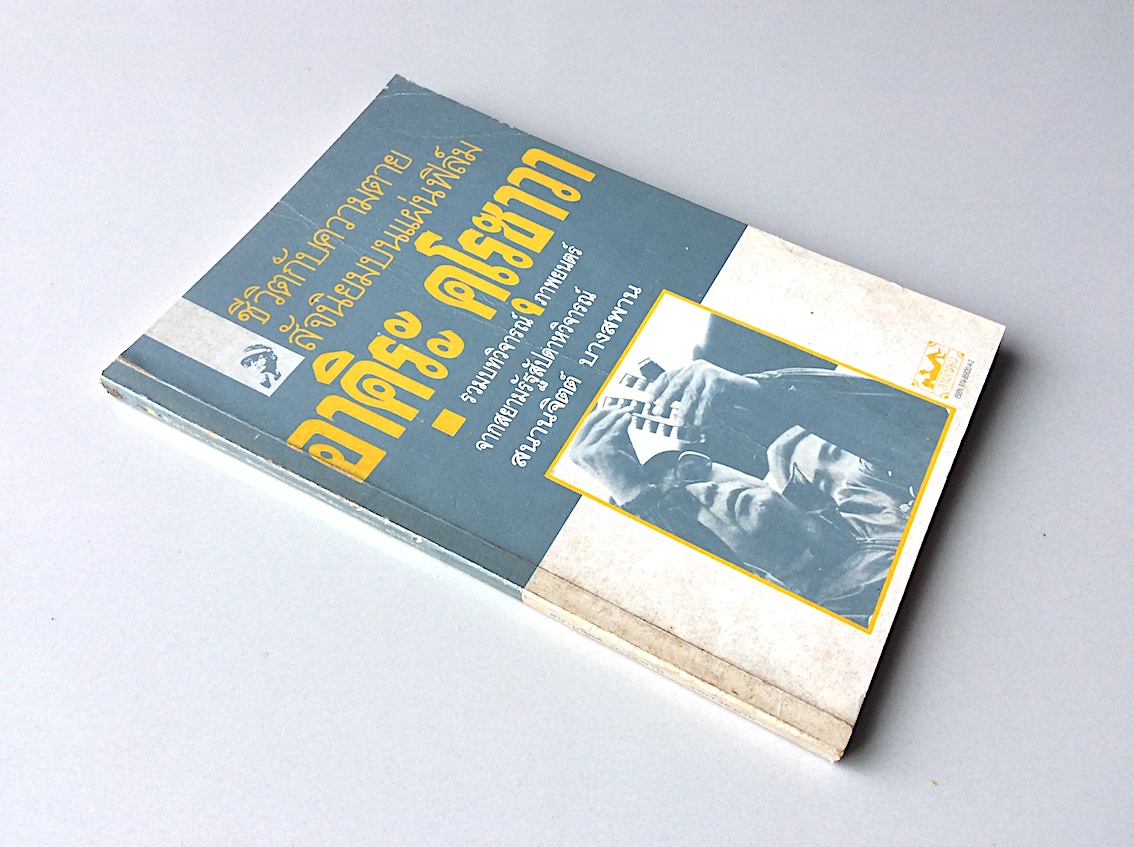 ชีวิตกับความตาย
สัจนิยมบนแผ่นฟิล์ม
อาคิระ คุโรซาวา
รวมบทวิจารณ์ภาพยนตร์
จากสยามรัฐสัปดาหวิจารณ์
สนานจิตต์ บางสพาน